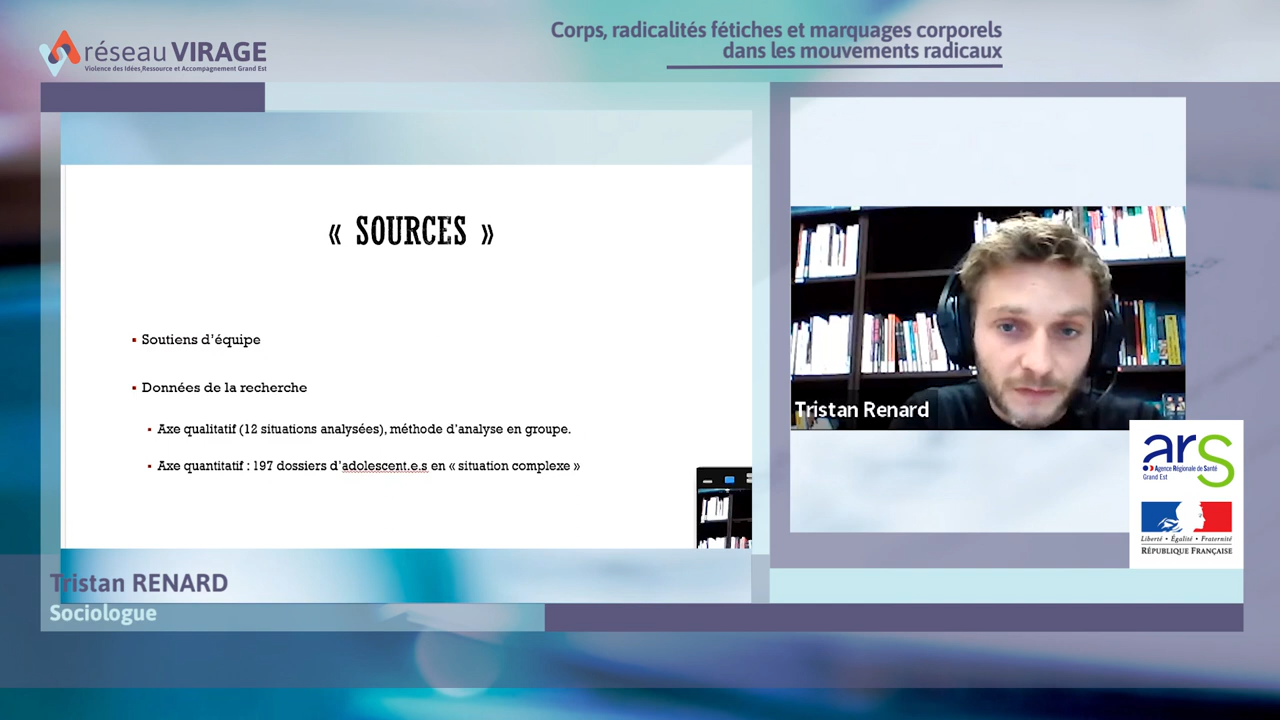 réseau VIRAGE
Violence des Idées,Ressource et Accompagnement Grand Est
Corps, radicalités fétiches et marquages corporels
dans les mouvements radicaux
« SOURCES »
▪ Soutiens d'équipe
▪ Données de la recherche
▪ Axe qualitatif (12 situations analysées), méthode d'analyse en groupe.
▪ Axe quantitatif : 197 dossiers d'adolescent.e.s en « situation complexe »
Tristan Renard
ars
Agence Régionale de Santé
Grand Est
Liberté • Égalité • Fraternité
RÉPUBLIQUE FRANÇAISE
Tristan RENARD
Sociologue